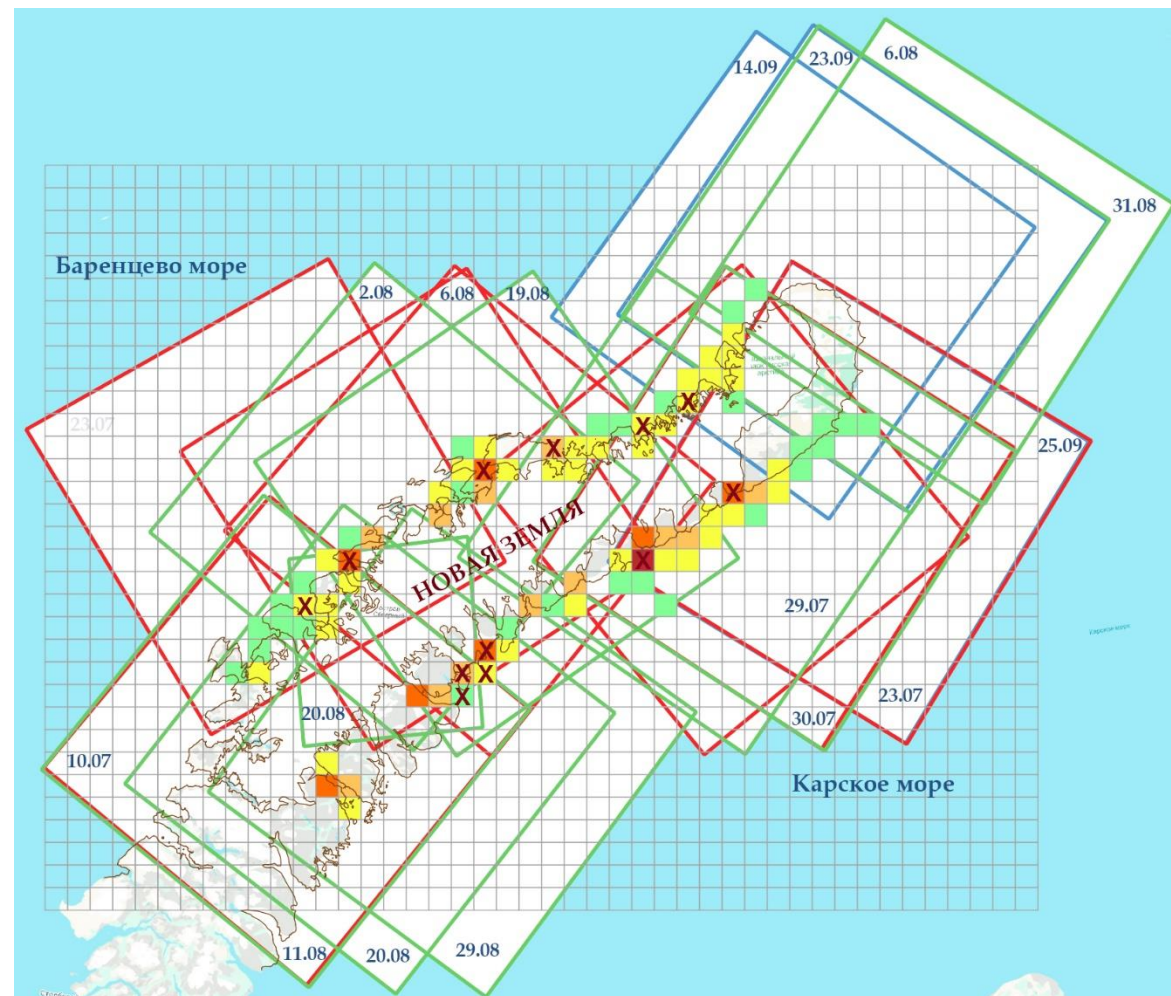 14.09
23.09
6.08
31.08
Баренцево море
2.08
6.08
19.08
23.07
25.09
X
X
X
X
X
X
НОВАЯ ЗЕМЛЯ
X
X
29.07
X
X
X
X
X
20.08
23.07
30.07
10.07
Карское море
Карское море
11.08
20.08
29.08